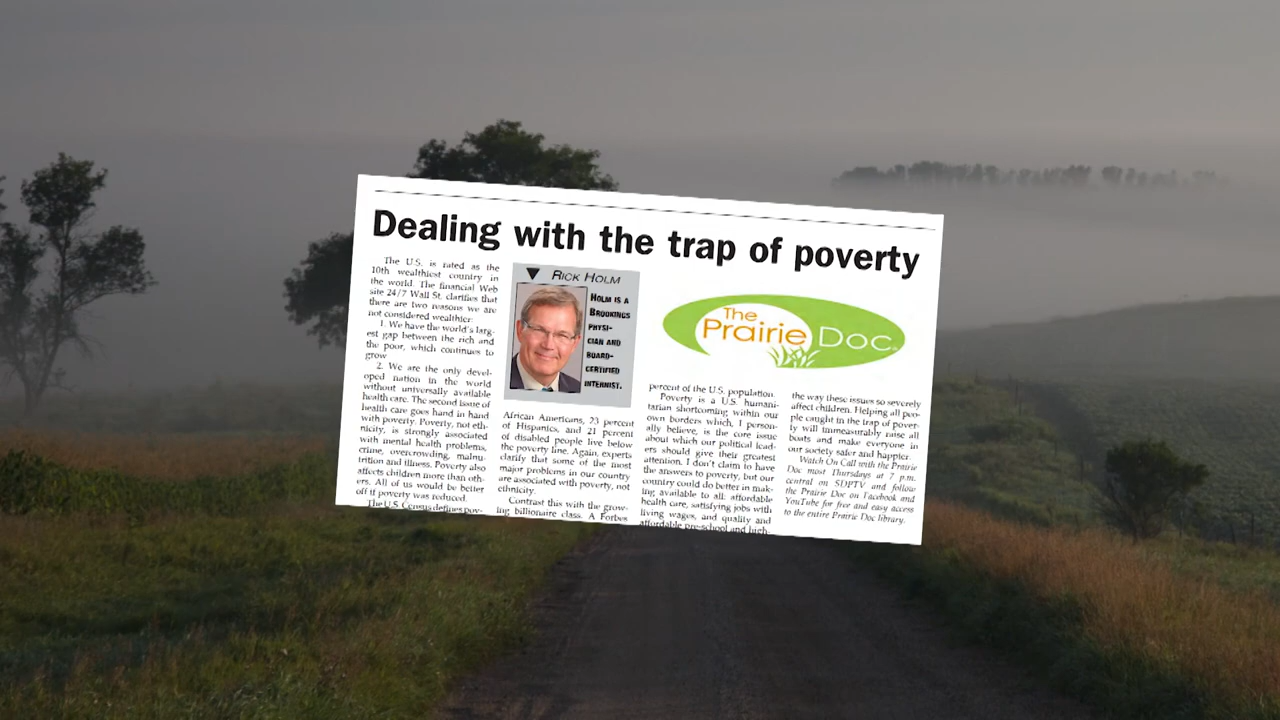 Dealing with the trap of poverty
The U.S. is rated as the
10th wealthiest country in
the world. The financial Web
site 24/7 Wall St. clarifies that
there are two reasons we are
not considered wealthier:
1. We have the world's larg-
est gap between the rich and
the poor, which continues to
grow
2. We are the only devel-
oped nation in the world
without universally available
health care. The second issue of
health care goes hand in hand
with poverty. Poverty, not eth-
nicity, is strongly associated
with mental health problems,
crime, overcrowding, malnu-
trition and illness. Poverty also
affects children more than oth-
ers. All of us would be better
off if poverty was reduced.
The U.S. Census defines pov-
RICK HOLM
HOLM IS A
BROOKINGS
PHYSI-
CIAN AND
BOARD-
CERTIFIED
INTERNIST.
African Americans, 23 percent
of Hispanics, and 21 percent
of disabled people live below
the poverty line. Again, experts
clarify that some of the most
major problems in our country
are associated with poverty, not
ethnicity.
Contrast this with the grow-
ing billionaire class. A Forbes
The
Prairie Doc
percent of the U.S. population.
Poverty is a U.S. humani-
tarian shortcoming within our
own borders which, I person-
ally believe, is the core issue
about which our political lead-
ers should give their greatest
attention. I don't claim to have
the answers to poverty, but our
country could do better in mak-
ing available to all: affordable
health care, satisfying jobs with
living wages, and quality and
affordable pre-school and high-
the way these issues so severely
affect children. Helping all peo-
ple caught in the trap of pover-
ty will immeasurably raise all
boats and make everyone in
our society safer and happier.
Watch On Call with the Prairie
Doc most Thursdays at 7 p.m.
central on SDPTV and follow
the Prairie Doc on Facebook and
YouTube for free and easy access
to the entire Prairie Doc library.